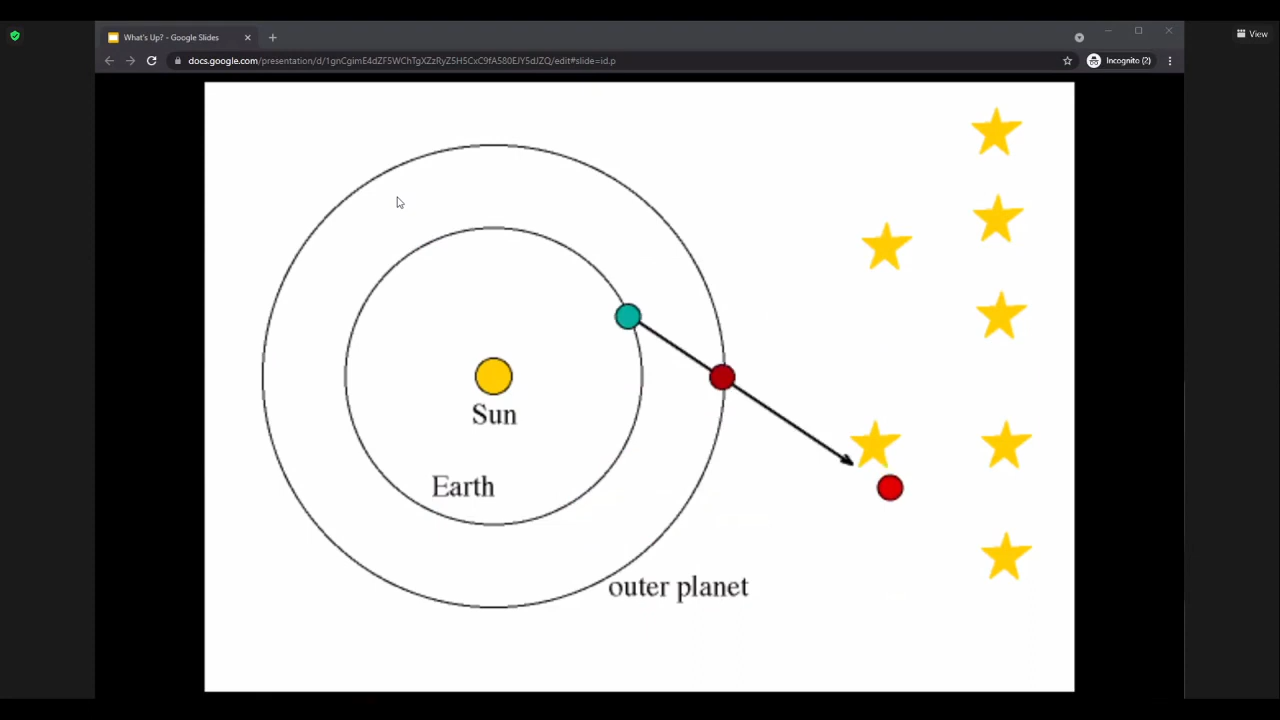 What's Up? - Google Slides
View
docs.google.com/presentation/d/1gnCgimE4dZF5WChTgXZzRyZ5H5CxC9fA580EJY5dJZQ/edit#slide=id.p
Incognito (2)
Sun
Earth
outer planet